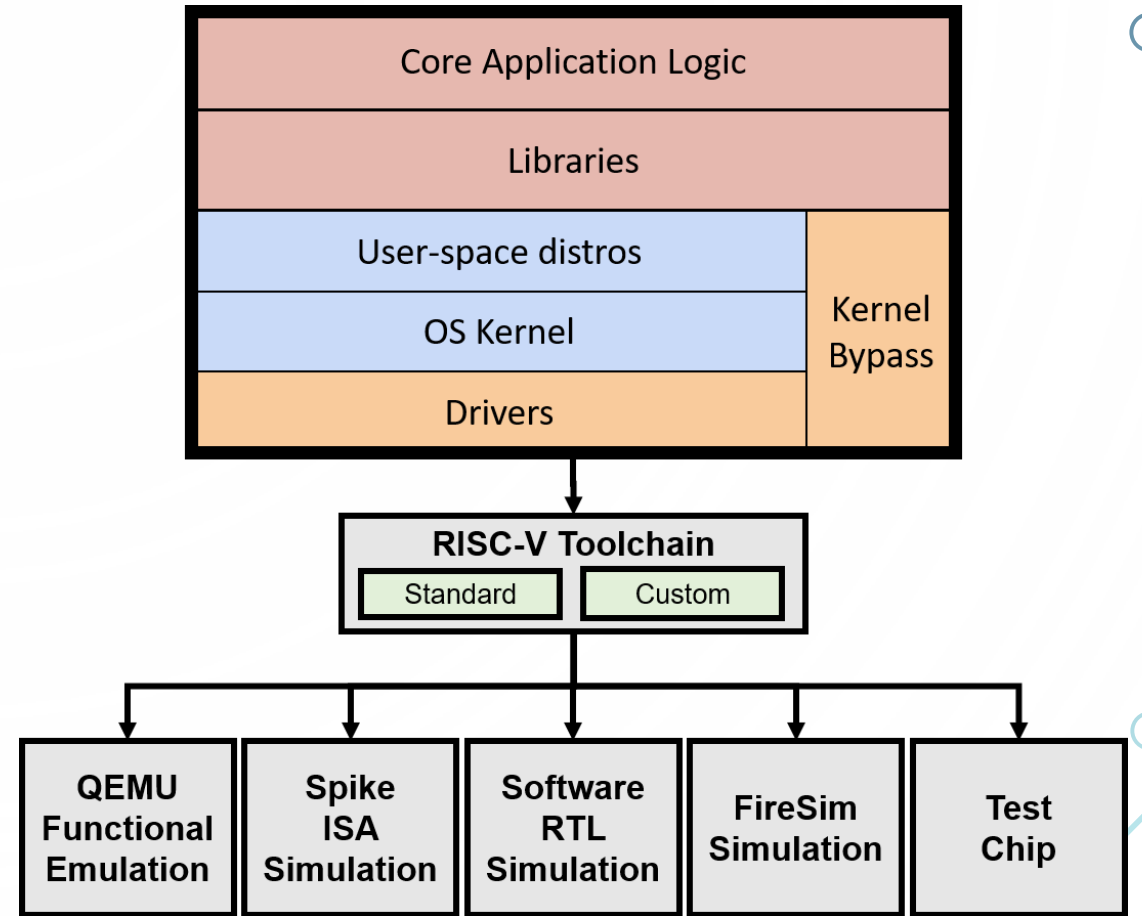 Core Application Logic
Libraries
User-space distros
OS Kernel
Drivers
Kernel
Bypass
RISC-V Toolchain
Standard
Custom
QEMU
Functional
Emulation
Spike
ISA
Simulation
Software
RTL
Simulation
FireSim
Simulation
Test
Chip